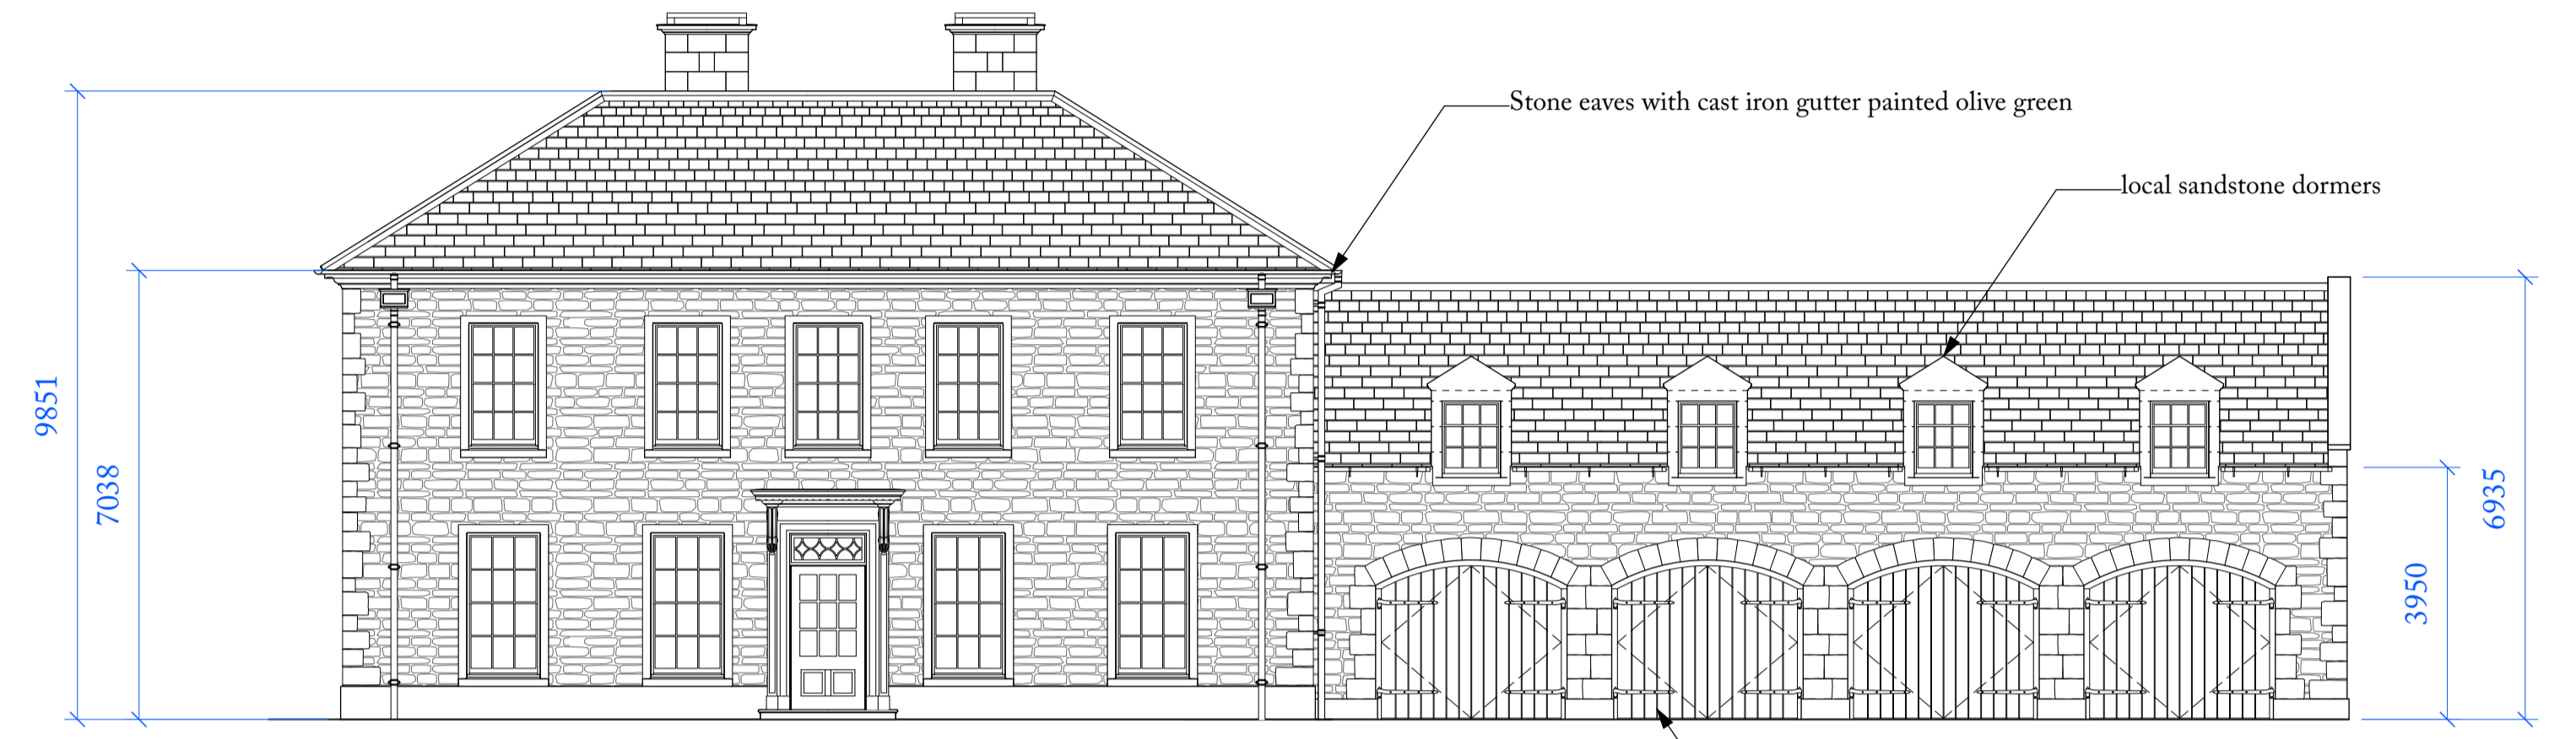 Stone eaves with cast iron gutter painted olive green
local sandstone dormers
9851
7038
3950
6935